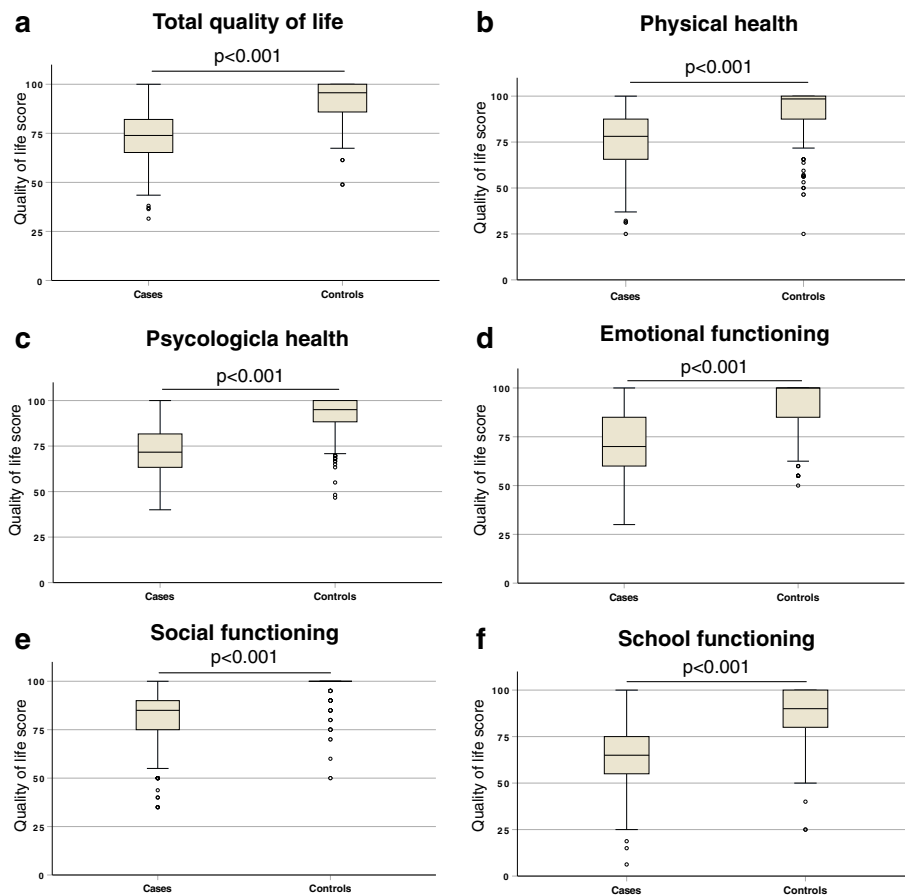 a
Total quality of life
p<0.001
Quality of life score
100
75
50
25
0
Cases Controls
b
Physical health
p<0.001
Quality of life score
100
75
50
25
0
Cases Controls
c
Psycologicla health
p<0.001
Quality of life score
100
75
50
25
0
Cases Controls
d
Emotional functioning
p<0.001
Quality of life score
100
75
50
25
0
Cases Controls
e
Social functioning
p<0.001
Quality of life score
100
75
50
25
0
Cases Controls
f
School functioning
p<0.001
Quality of life score
100
75
50
25
0
Cases Controls